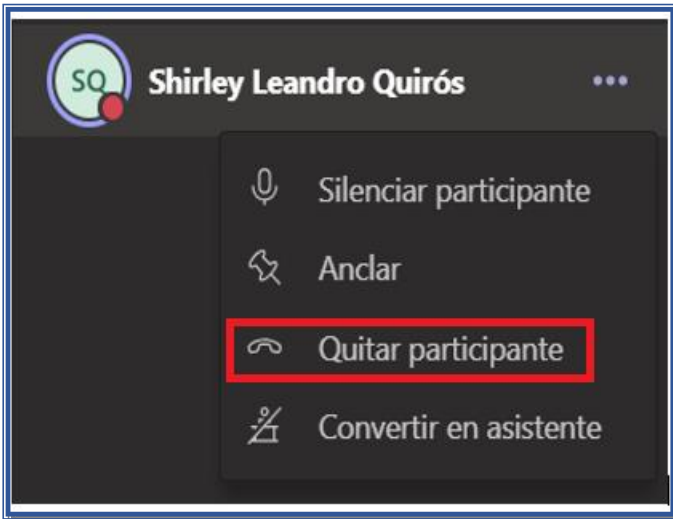 SQ Shirley Leandro Quirós
Silenciar participante
Anclar
Quitar participante
Convertir en asistente